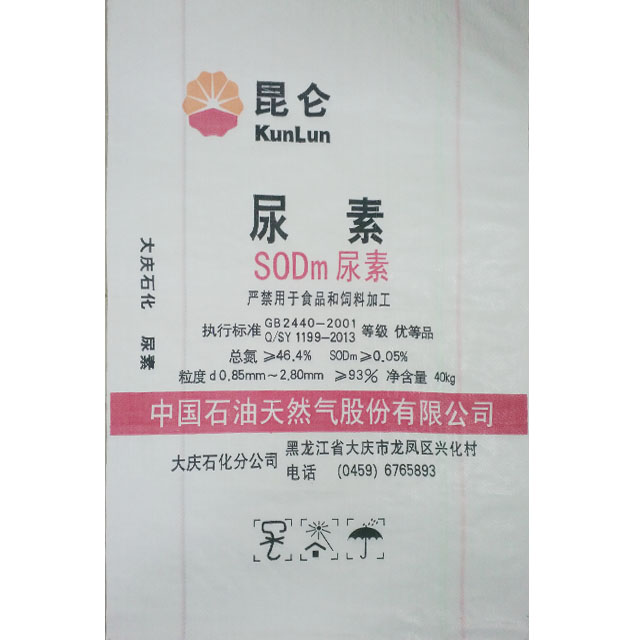 昆仑
KunLun
尿素
SODm 尿素
严禁用于食品和饲料加工
执行标准 GB2440-2001 等级 优等品
Q/SY 1199-2013
总氮 ≥46.4% SODm≥0.05%
粒度 d 0.85mm~2.80mm ≥93% 净含量 40kg
中国石油天然气股份有限公司
大庆石化分公司 黑龙江省大庆市龙凤区兴化村
电话 (0459) 6765893
大庆石化 尿素